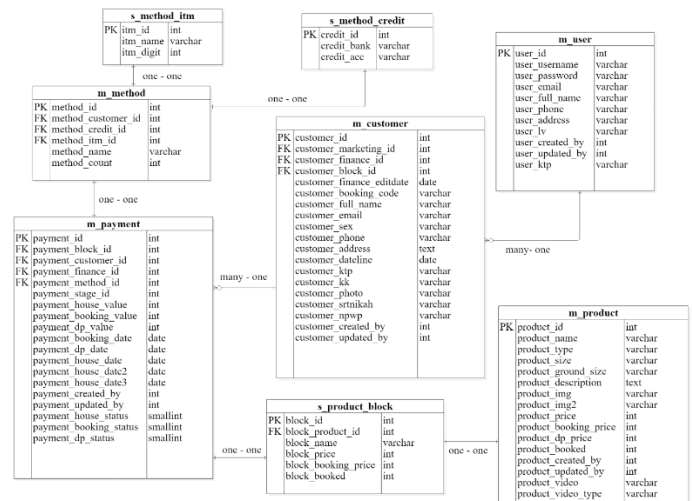 s_method_itm
PK itm_id int
itm_name varchar
itm_digit int
s_method_credit
PK credit_id int
credit_bank varchar
credit_acc varchar
m_user
PK user_id int
user_username varchar
user_password varchar
user_email varchar
user_full_name varchar
user_phone varchar
user_address varchar
user_lv varchar
user_created_by int
user_updated_by int
user_ktp varchar
one - one
one - one
m_method
PK method_id int
FK method_customer_id int
FK method_credit_id int
FK method_itm_id int
method_name varchar
method_count int
m_customer
PK customer_id int
FK customer_marketing_id int
FK customer_finance_id int
FK customer_block_id int
customer_finance_editdate date
customer_booking_code varchar
customer_full_name varchar
customer_email varchar
customer_sex varchar
customer_phone varchar
customer_address text
customer_dateline date
customer_ktp varchar
customer_kk varchar
customer_photo varchar
customer_srtnikah varchar
customer_npwp varchar
customer_created_by int
customer_updated_by int
one - one
many- one
m_payment
PK payment_id int
FK payment_block_id int
FK payment_customer_id int
FK payment_finance_id int
FK payment_method_id int
payment_stage_id int
payment_house_value int
payment_booking_value int
payment_dp_value int
payment_booking_date date
payment_dp_date date
payment_house_date date
payment_house_date2 date
payment_house_date3 date
payment_created_by int
payment_updated_by int
payment_house_status smallint
payment_booking_status smallint
payment_dp_status smallint
many - one
m_product
PK product_id int
product_name varchar
product_type varchar
product_size varchar
product_ground_size varchar
product_description text
product_img varchar
product_img2 varchar
product_price int
product_booking_price int
product_dp_price int
product_booked int
product_created_by int
product_updated_by int
product_video varchar
product_video_type varchar
s_product_block
PK block_id int
FK block_product_id int
block_name varchar
block_price int
block_booking_price int
block_booked int
one - one
one - one